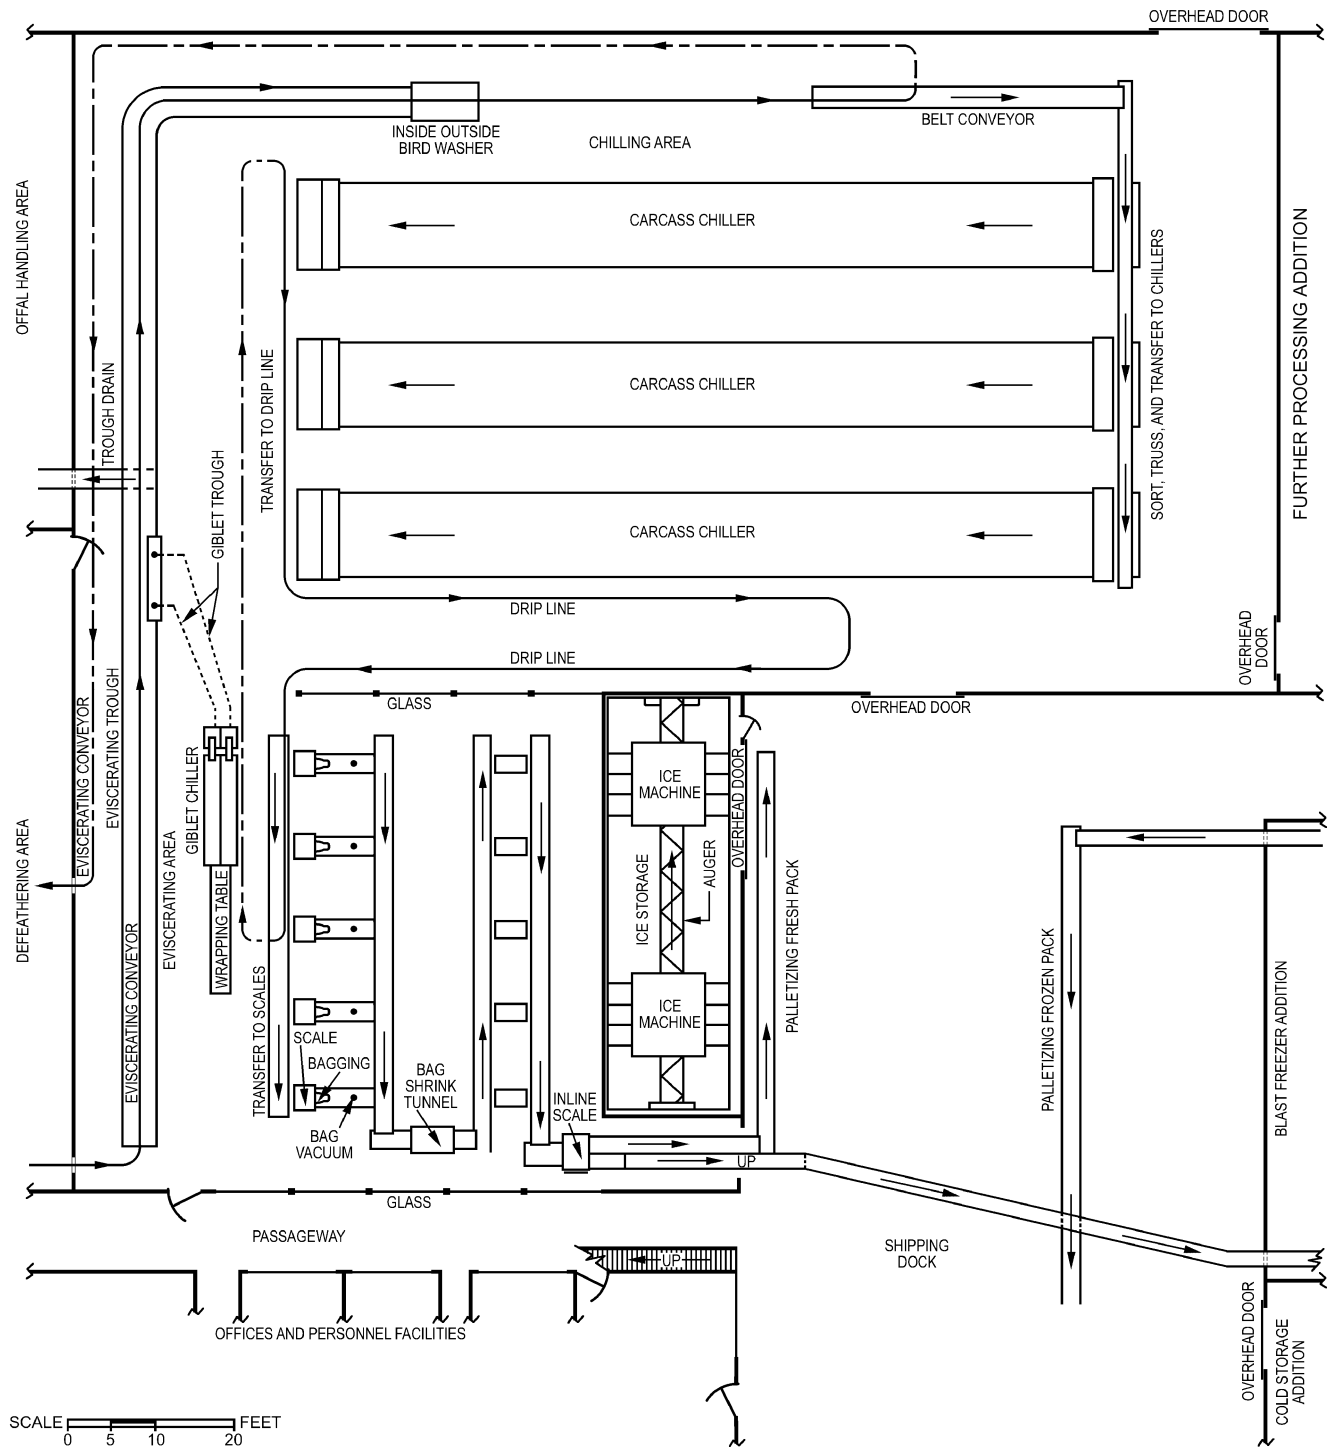 OVERHEAD DOOR
INSIDE OUTSIDE
BIRD WASHER
CHILLING AREA
BELT CONVEYOR
OFFAL HANDLING AREA
CARCASS CHILLER
CARCASS CHILLER
CARCASS CHILLER
SORT, TRUSS, AND TRANSFER TO CHILLERS
FURTHER PROCESSING ADDITION
TROUGH DRAIN
GIBLET TROUGH
TRANSFER TO DRIP LINE
DRIP LINE
DRIP LINE
OVERHEAD
DOOR
GLASS
OVERHEAD DOOR
EVISCERATING CONVEYOR
EVISCERATING TROUGH
GIBLET CHILLER
DEFEATHERING AREA
EVISCERATING AREA
WRAPPING TABLE
EVISCERATING CONVEYOR
TRANSFER TO SCALES
ICE
MACHINE
OVERHEAD DOOR
ICE STORAGE
AUGER
PALLETIZING FRESH PACK
ICE
MACHINE
PALLETIZING FROZEN PACK
BLAST FREEZER ADDITION
SCALE
BAGGING
BAG
VACUUM
BAG
SHRINK
TUNNEL
INLINE
SCALE
UP
GLASS
PASSAGEWAY
UP
SHIPPING
DOCK
OFFICES AND PERSONNEL FACILITIES
OVERHEAD DOOR
COLD STORAGE
ADDITION
SCALE FEET
0 5 10 20